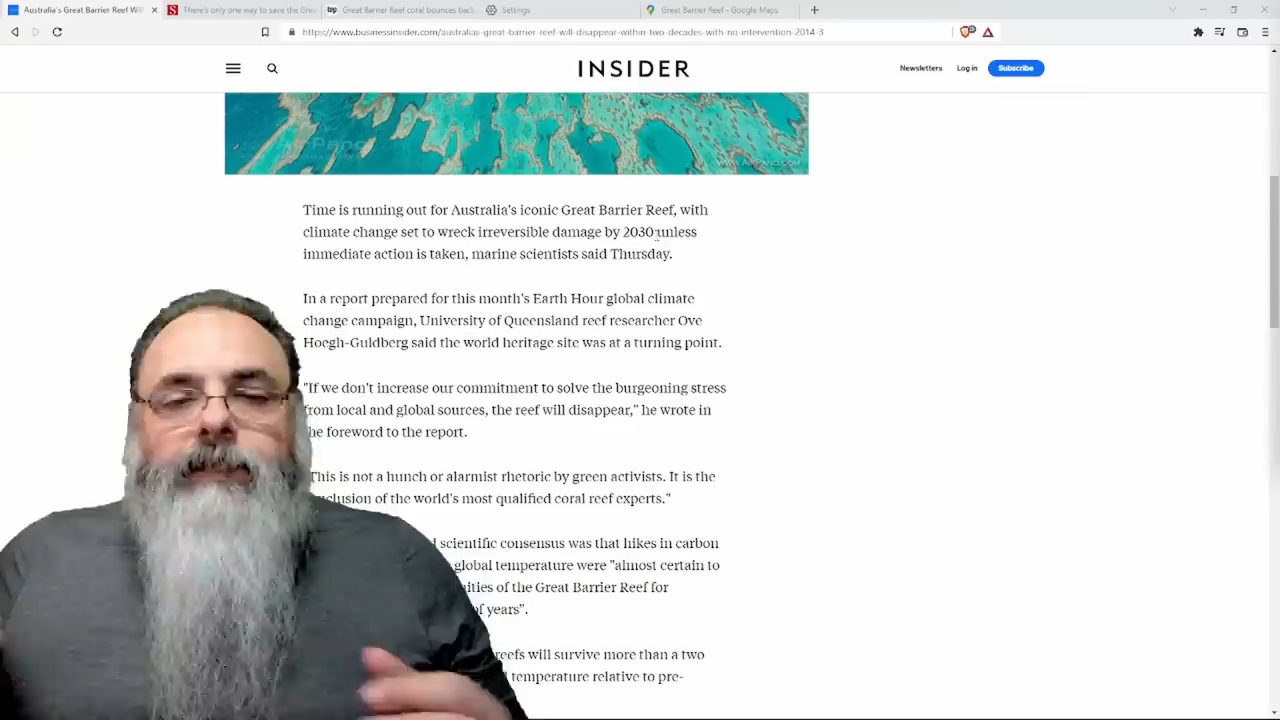 Australia's Great Barrier Reef Wil
There's only one way to save the Grea
trp
Great Barrier Reef coral bounces back
Settings
Great Barrier Reef - Google Maps
https://www.businessinsider.com/australias-great-barrier-reef-will-disappear-within-two-decades-with-no-intervention-2014-3
INSIDER
Newsletters
Log in
Subscribe
AirPano
WWW.AIRPANO.COM
Time is running out for Australia's iconic Great Barrier Reef, with
climate change set to wreck irreversible damage by 2030 unless
immediate action is taken, marine scientists said Thursday.
In a report prepared for this month's Earth Hour global climate
change campaign, University of Queensland reef researcher Ove
Hoegh-Guldberg said the world heritage site was at a turning point.
"If we don't increase our commitment to solve the burgeoning stress
from local and global sources, the reef will disappear," he wrote in
the foreword to the report.
"This is not a hunch or alarmist rhetoric by green activists. It is the
conclusion of the world's most qualified coral reef experts."
scientific consensus was that hikes in carbon
global temperature were "almost certain to
of the Great Barrier Reef for
of years".
reefs will survive more than a two
temperature relative to pre-